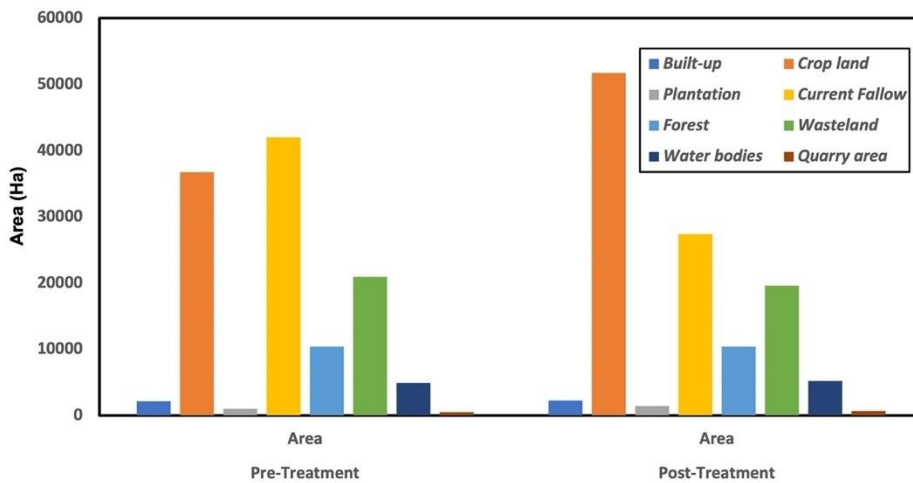 60000
50000
40000
30000
20000
10000
0
Area (Ha)
Built-up Crop land
Plantation Current Fallow
Forest Wasteland
Water bodies Quarry area
Area Area
Pre-Treatment Post-Treatment